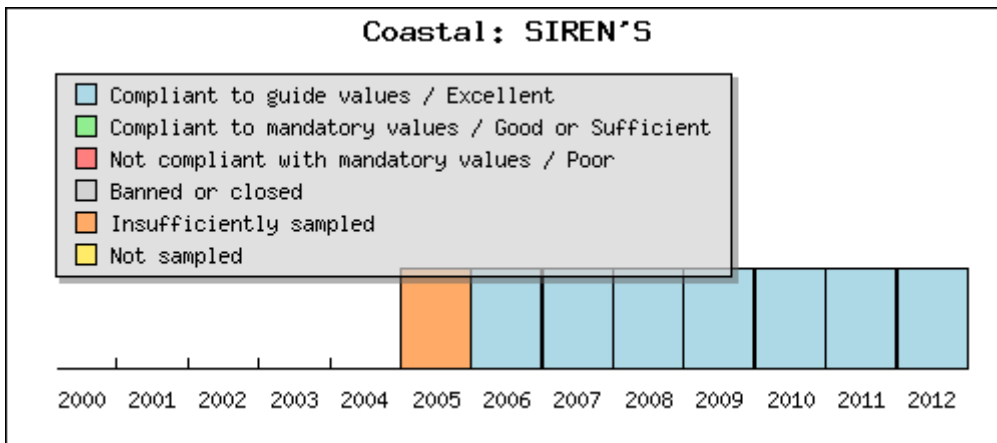 Coastal: SIREN'S
Compliant to guide values / Excellent
Compliant to mandatory values / Good or Sufficient
Not compliant with mandatory values / Poor
Banned or closed
Insufficiently sampled
Not sampled
2000 2001 2002 2003 2004 2005 2006 2007 2008 2009 2010 2011 2012